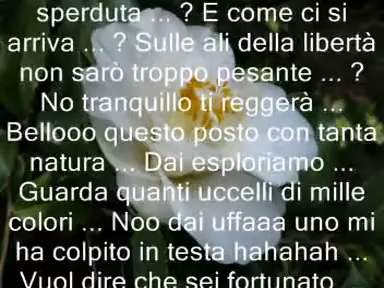 sperduta ... ? E come ci si
arriva ... ? Sulle ali della libertà
non sarò troppo pesante ... ?
No tranquillo ti reggerà ...
Bellooo questo posto con tanta
natura ... Dai esploriamo ...
Guarda quanti uccelli di mille
colori ... Noo dai uffaaa uno mi
ha colpito in testa hahahah ...
Vuol dire che sei fortunato ...